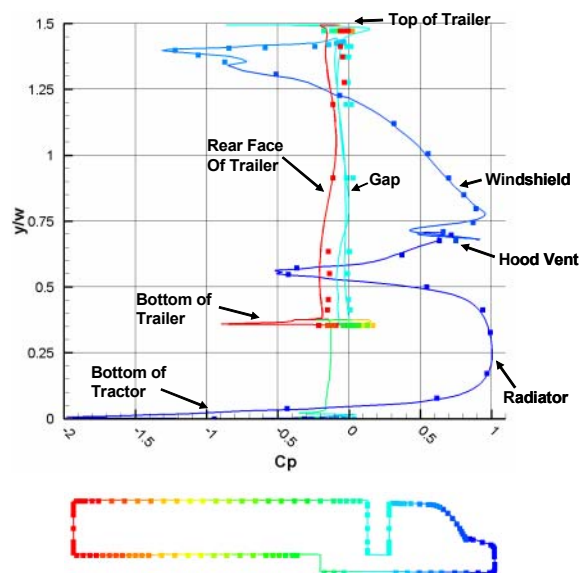 1.5
Top of Trailer
1.25
Rear Face
Of Trailer
1
Gap
Windshield
y/w
0.75
Hood Vent
0.5
Bottom of
Trailer
0.25
Bottom of
Tractor
Radiator
0
-2
-1.5
-1
-0.5
0
0.5
1
Cp